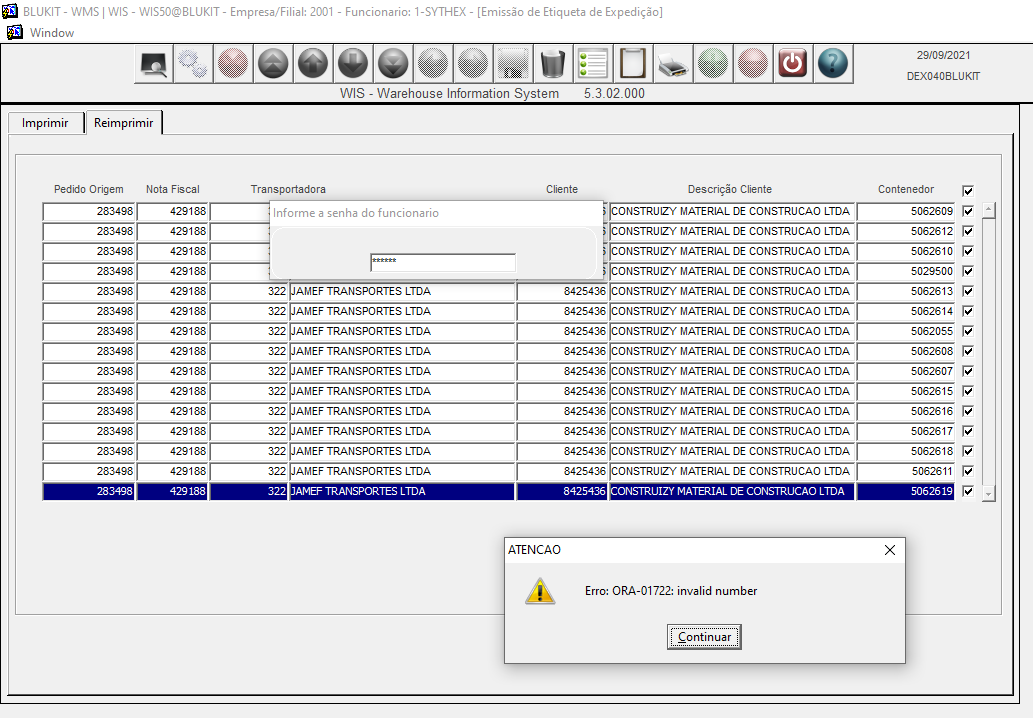 BLUKIT - WMS | WIS - WIS50@BLUKIT - Empresa/Filial: 2001 - Funcionario: 1-SYTHEX - [Emissão de Etiqueta de Expedição]
Window
29/09/2021
DEX040BLUKIT
WIS - Warehouse Information System 5.3.02.000
Imprimir Reimprimir
Pedido Origem Nota Fiscal Transportadora Cliente Descrição Cliente Contenedor
283498 429188 CONSTRUIZY MATERIAL DE CONSTRUCAO LTDA 5062609
283498 429188 CONSTRUIZY MATERIAL DE CONSTRUCAO LTDA 5062612
283498 429188 CONSTRUIZY MATERIAL DE CONSTRUCAO LTDA 5062610
283498 429188 CONSTRUIZY MATERIAL DE CONSTRUCAO LTDA 5029500
283498 429188 322 JAMEF TRANSPORTES LTDA 8425436 CONSTRUIZY MATERIAL DE CONSTRUCAO LTDA 5062613
283498 429188 322 JAMEF TRANSPORTES LTDA 8425436 CONSTRUIZY MATERIAL DE CONSTRUCAO LTDA 5062614
283498 429188 322 JAMEF TRANSPORTES LTDA 8425436 CONSTRUIZY MATERIAL DE CONSTRUCAO LTDA 5062055
283498 429188 322 JAMEF TRANSPORTES LTDA 8425436 CONSTRUIZY MATERIAL DE CONSTRUCAO LTDA 5062608
283498 429188 322 JAMEF TRANSPORTES LTDA 8425436 CONSTRUIZY MATERIAL DE CONSTRUCAO LTDA 5062607
283498 429188 322 JAMEF TRANSPORTES LTDA 8425436 CONSTRUIZY MATERIAL DE CONSTRUCAO LTDA 5062615
283498 429188 322 JAMEF TRANSPORTES LTDA 8425436 CONSTRUIZY MATERIAL DE CONSTRUCAO LTDA 5062616
283498 429188 322 JAMEF TRANSPORTES LTDA 8425436 CONSTRUIZY MATERIAL DE CONSTRUCAO LTDA 5062617
283498 429188 322 JAMEF TRANSPORTES LTDA 8425436 CONSTRUIZY MATERIAL DE CONSTRUCAO LTDA 5062618
283498 429188 322 JAMEF TRANSPORTES LTDA 8425436 CONSTRUIZY MATERIAL DE CONSTRUCAO LTDA 5062611
283498 429188 322 JAMEF TRANSPORTES LTDA 8425436 CONSTRUIZY MATERIAL DE CONSTRUCAO LTDA 5062619
Informe a senha do funcionario
******
ATENCAO
Erro: ORA-01722: invalid number
Continuar